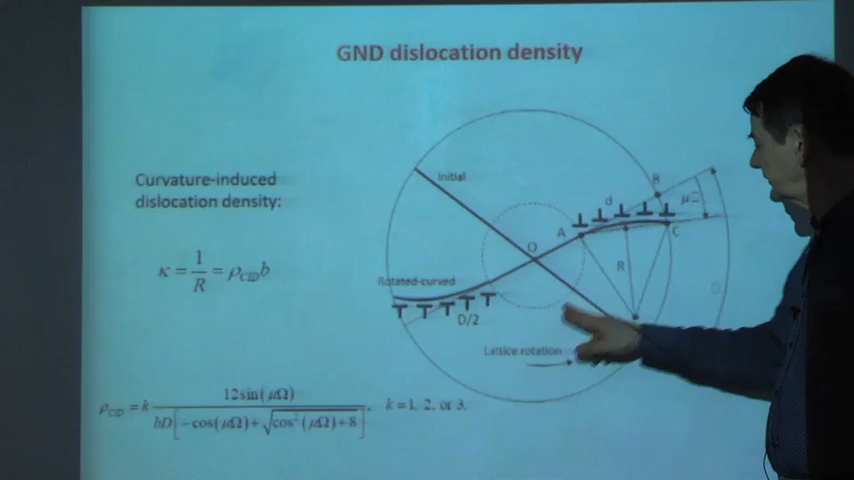 GND dislocation density
Curvature-induced
dislocation density:
κ = 1/R = ρ_CID b
Initial
B
d
μ
A
C
O
R
Rotated-curved
D/2
Lattice rotation
ρ_CID = k 12sin(μΩ) / bD[−cos(μΩ)+√(cos²(μΩ)+8)], k = 1, 2, or 3.